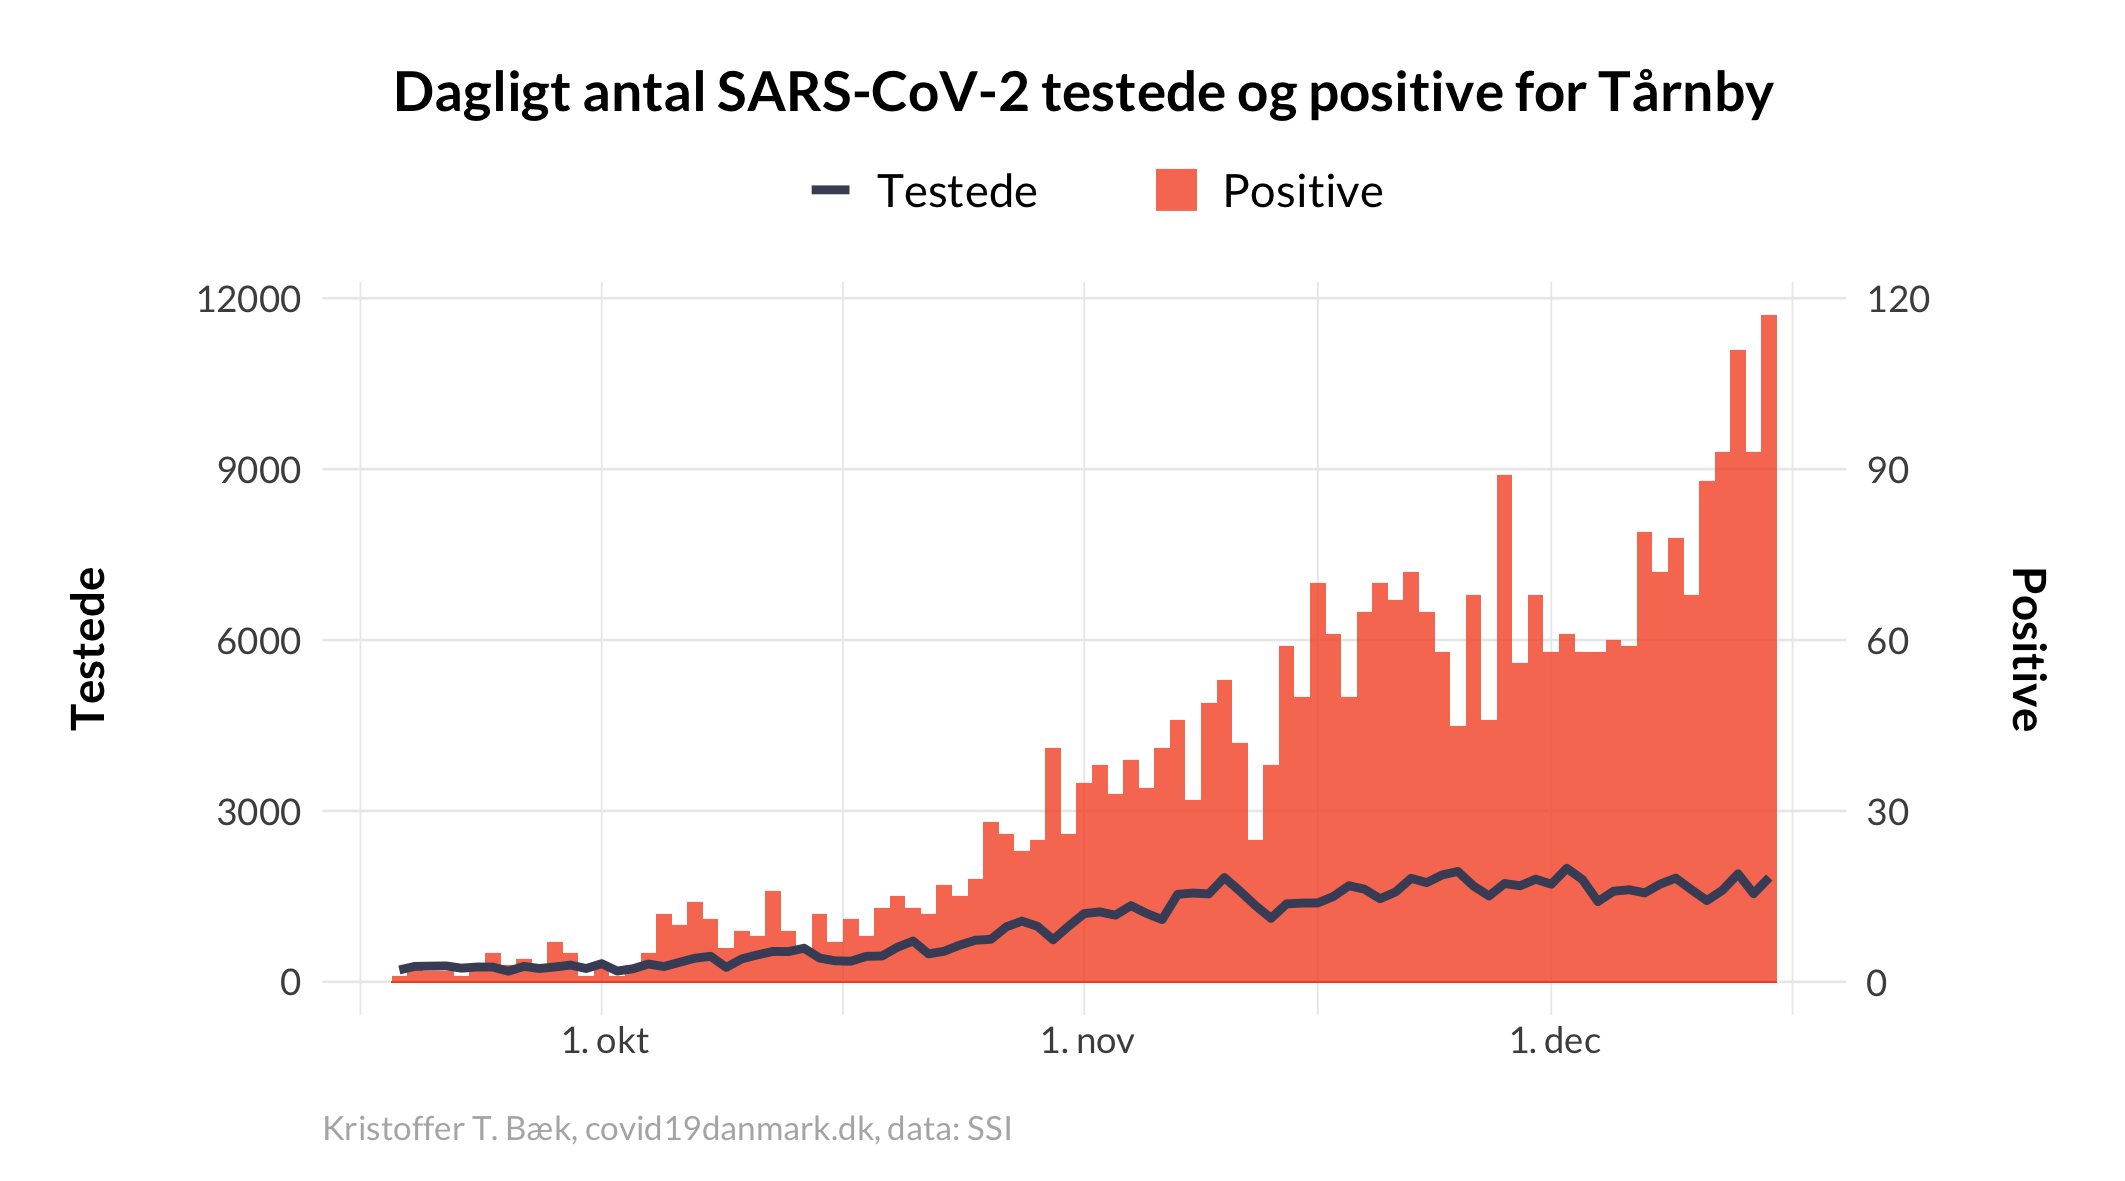 Dagligt antal SARS-CoV-2 testede og positive for Tårnby
Testede Positive
12000 120
9000 90
6000 60
3000 30
0 0
Testede
Positive
1. okt 1. nov 1. dec
Kristoffer T. Bæk, covid19danmark.dk, data: SSI